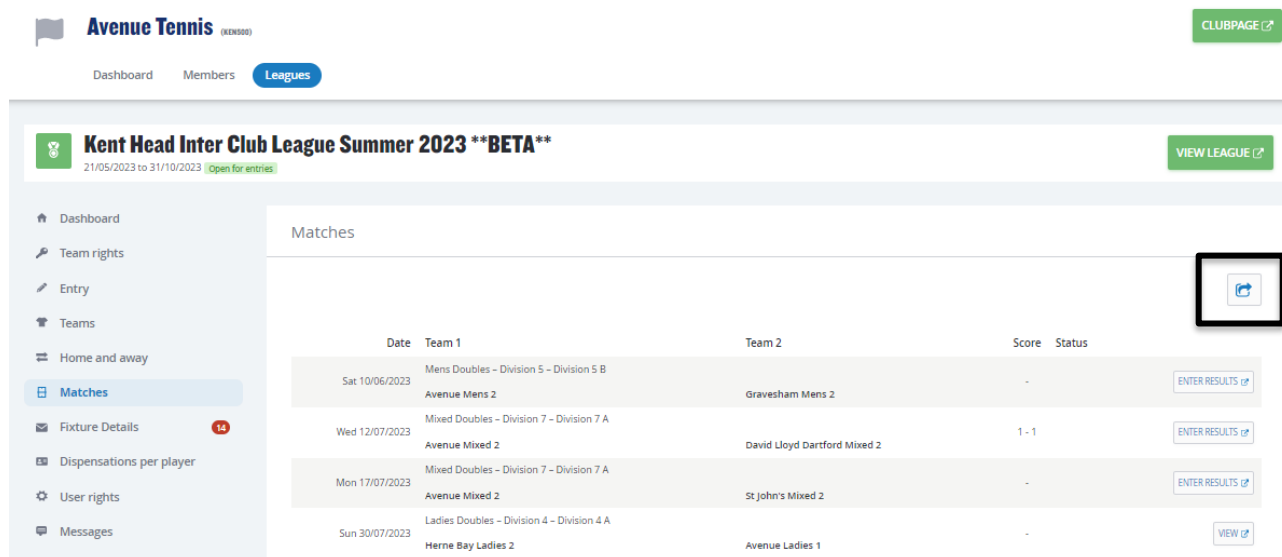 Avenue Tennis (KEN500)
CLUBPAGE
Dashboard Members Leagues
Kent Head Inter Club League Summer 2023 **BETA**
21/05/2023 to 31/10/2023 Open for entries
VIEW LEAGUE
Dashboard
Team rights
Entry
Teams
Home and away
Matches
Fixture Details 14
Dispensations per player
User rights
Messages
Matches
Date Team 1 Team 2 Score Status
Mens Doubles – Division 5 – Division 5 B
Sat 10/06/2023 Avenue Mens 2 Gravesham Mens 2 - ENTER RESULTS
Mixed Doubles – Division 7 – Division 7 A
Wed 12/07/2023 Avenue Mixed 2 David Lloyd Dartford Mixed 2 1 - 1 ENTER RESULTS
Mixed Doubles – Division 7 – Division 7 A
Mon 17/07/2023 Avenue Mixed 2 St John's Mixed 2 - ENTER RESULTS
Ladies Doubles – Division 4 – Division 4 A
Sun 30/07/2023 Herne Bay Ladies 2 Avenue Ladies 1 - VIEW